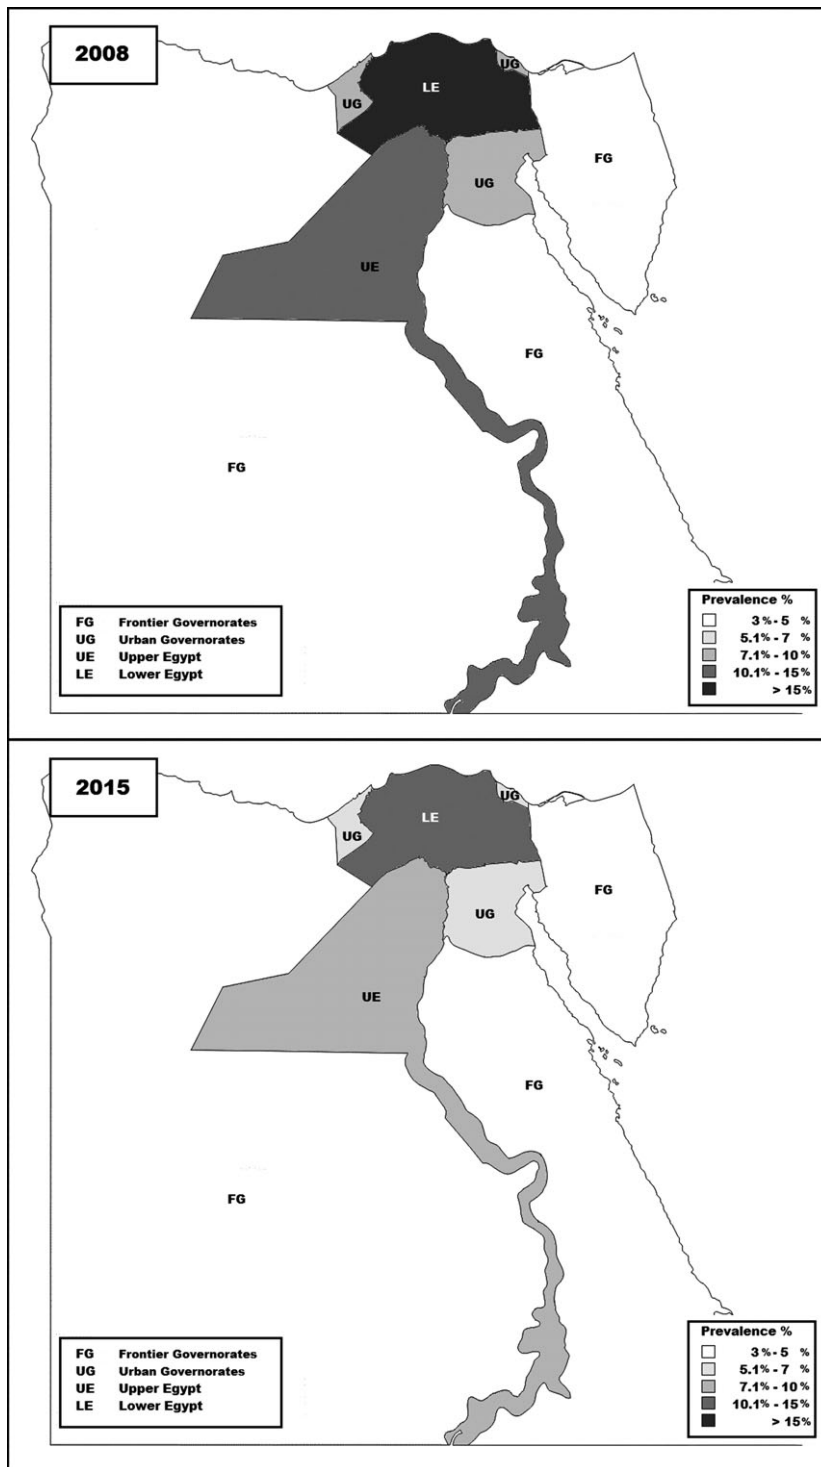 2008
UG
LE
UG
UG
FG
UE
FG
FG
FG Frontier Governorates
UG Urban Governorates
UE Upper Egypt
LE Lower Egypt
Prevalence %
3 % - 5 %
5.1% - 7 %
7.1% - 10%
10.1% - 15%
> 15%
2015
UG
LE
UG
UG
FG
UE
FG
FG
FG Frontier Governorates
UG Urban Governorates
UE Upper Egypt
LE Lower Egypt
Prevalence %
3 % - 5 %
5.1% - 7 %
7.1% - 10%
10.1% - 15%
> 15%